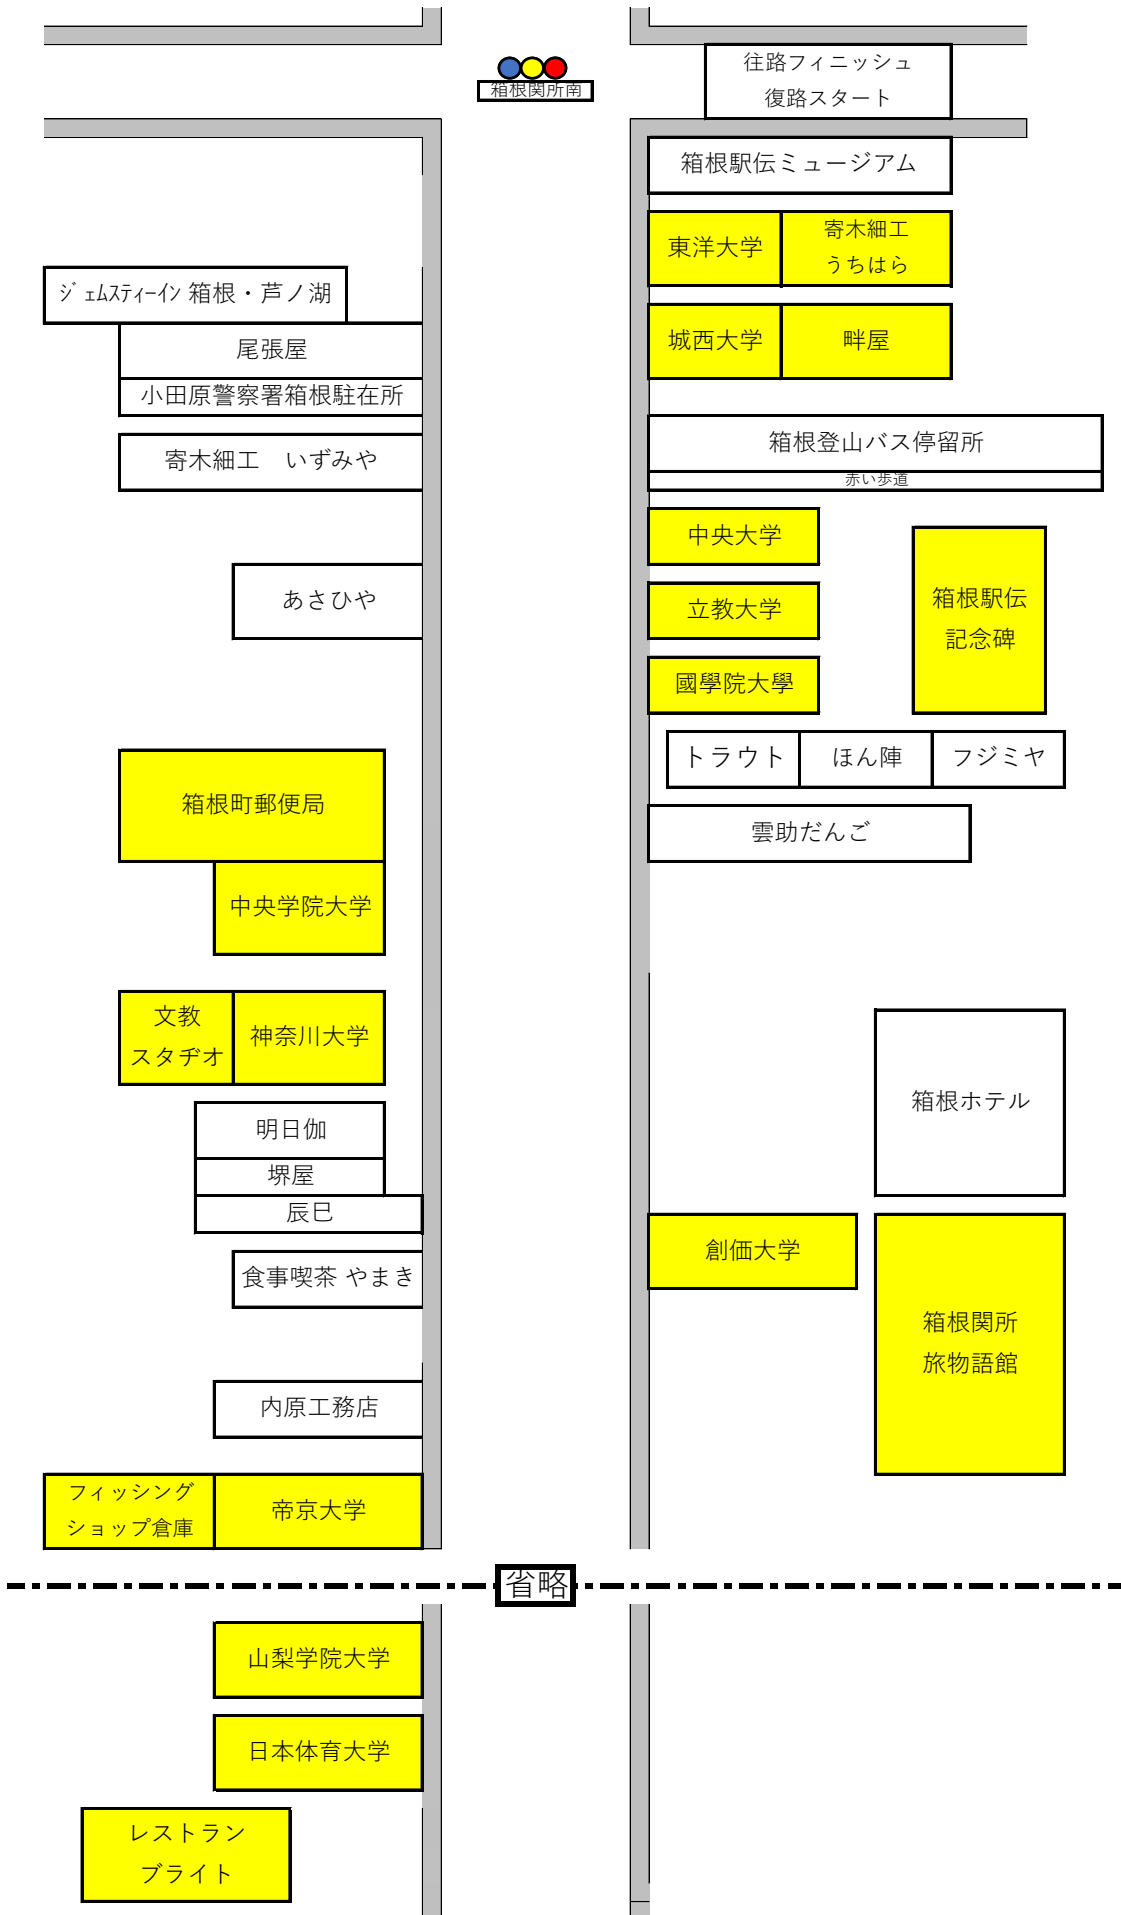 往路フィニッシュ
復路スタート
箱根関所南
箱根駅伝ミュージアム
東洋大学
寄木細工
うちはら
ｼﾞｪﾑｽﾃｨｰｲﾝ 箱根・芦ノ湖
尾張屋
城西大学
畔屋
小田原警察署箱根駐在所
寄木細工　いずみや
箱根登山バス停留所
赤い歩道
中央大学
あさひや
立教大学
箱根駅伝
記念碑
國學院大學
トラウト
ほん陣
フジミヤ
箱根町郵便局
雲助だんご
中央学院大学
文教
スタヂオ
神奈川大学
箱根ホテル
明日伽
堺屋
辰巳
創価大学
食事喫茶 やまき
箱根関所
旅物語館
内原工務店
フィッシング
ショップ倉庫
帝京大学
省略
山梨学院大学
日本体育大学
レストラン
ブライト